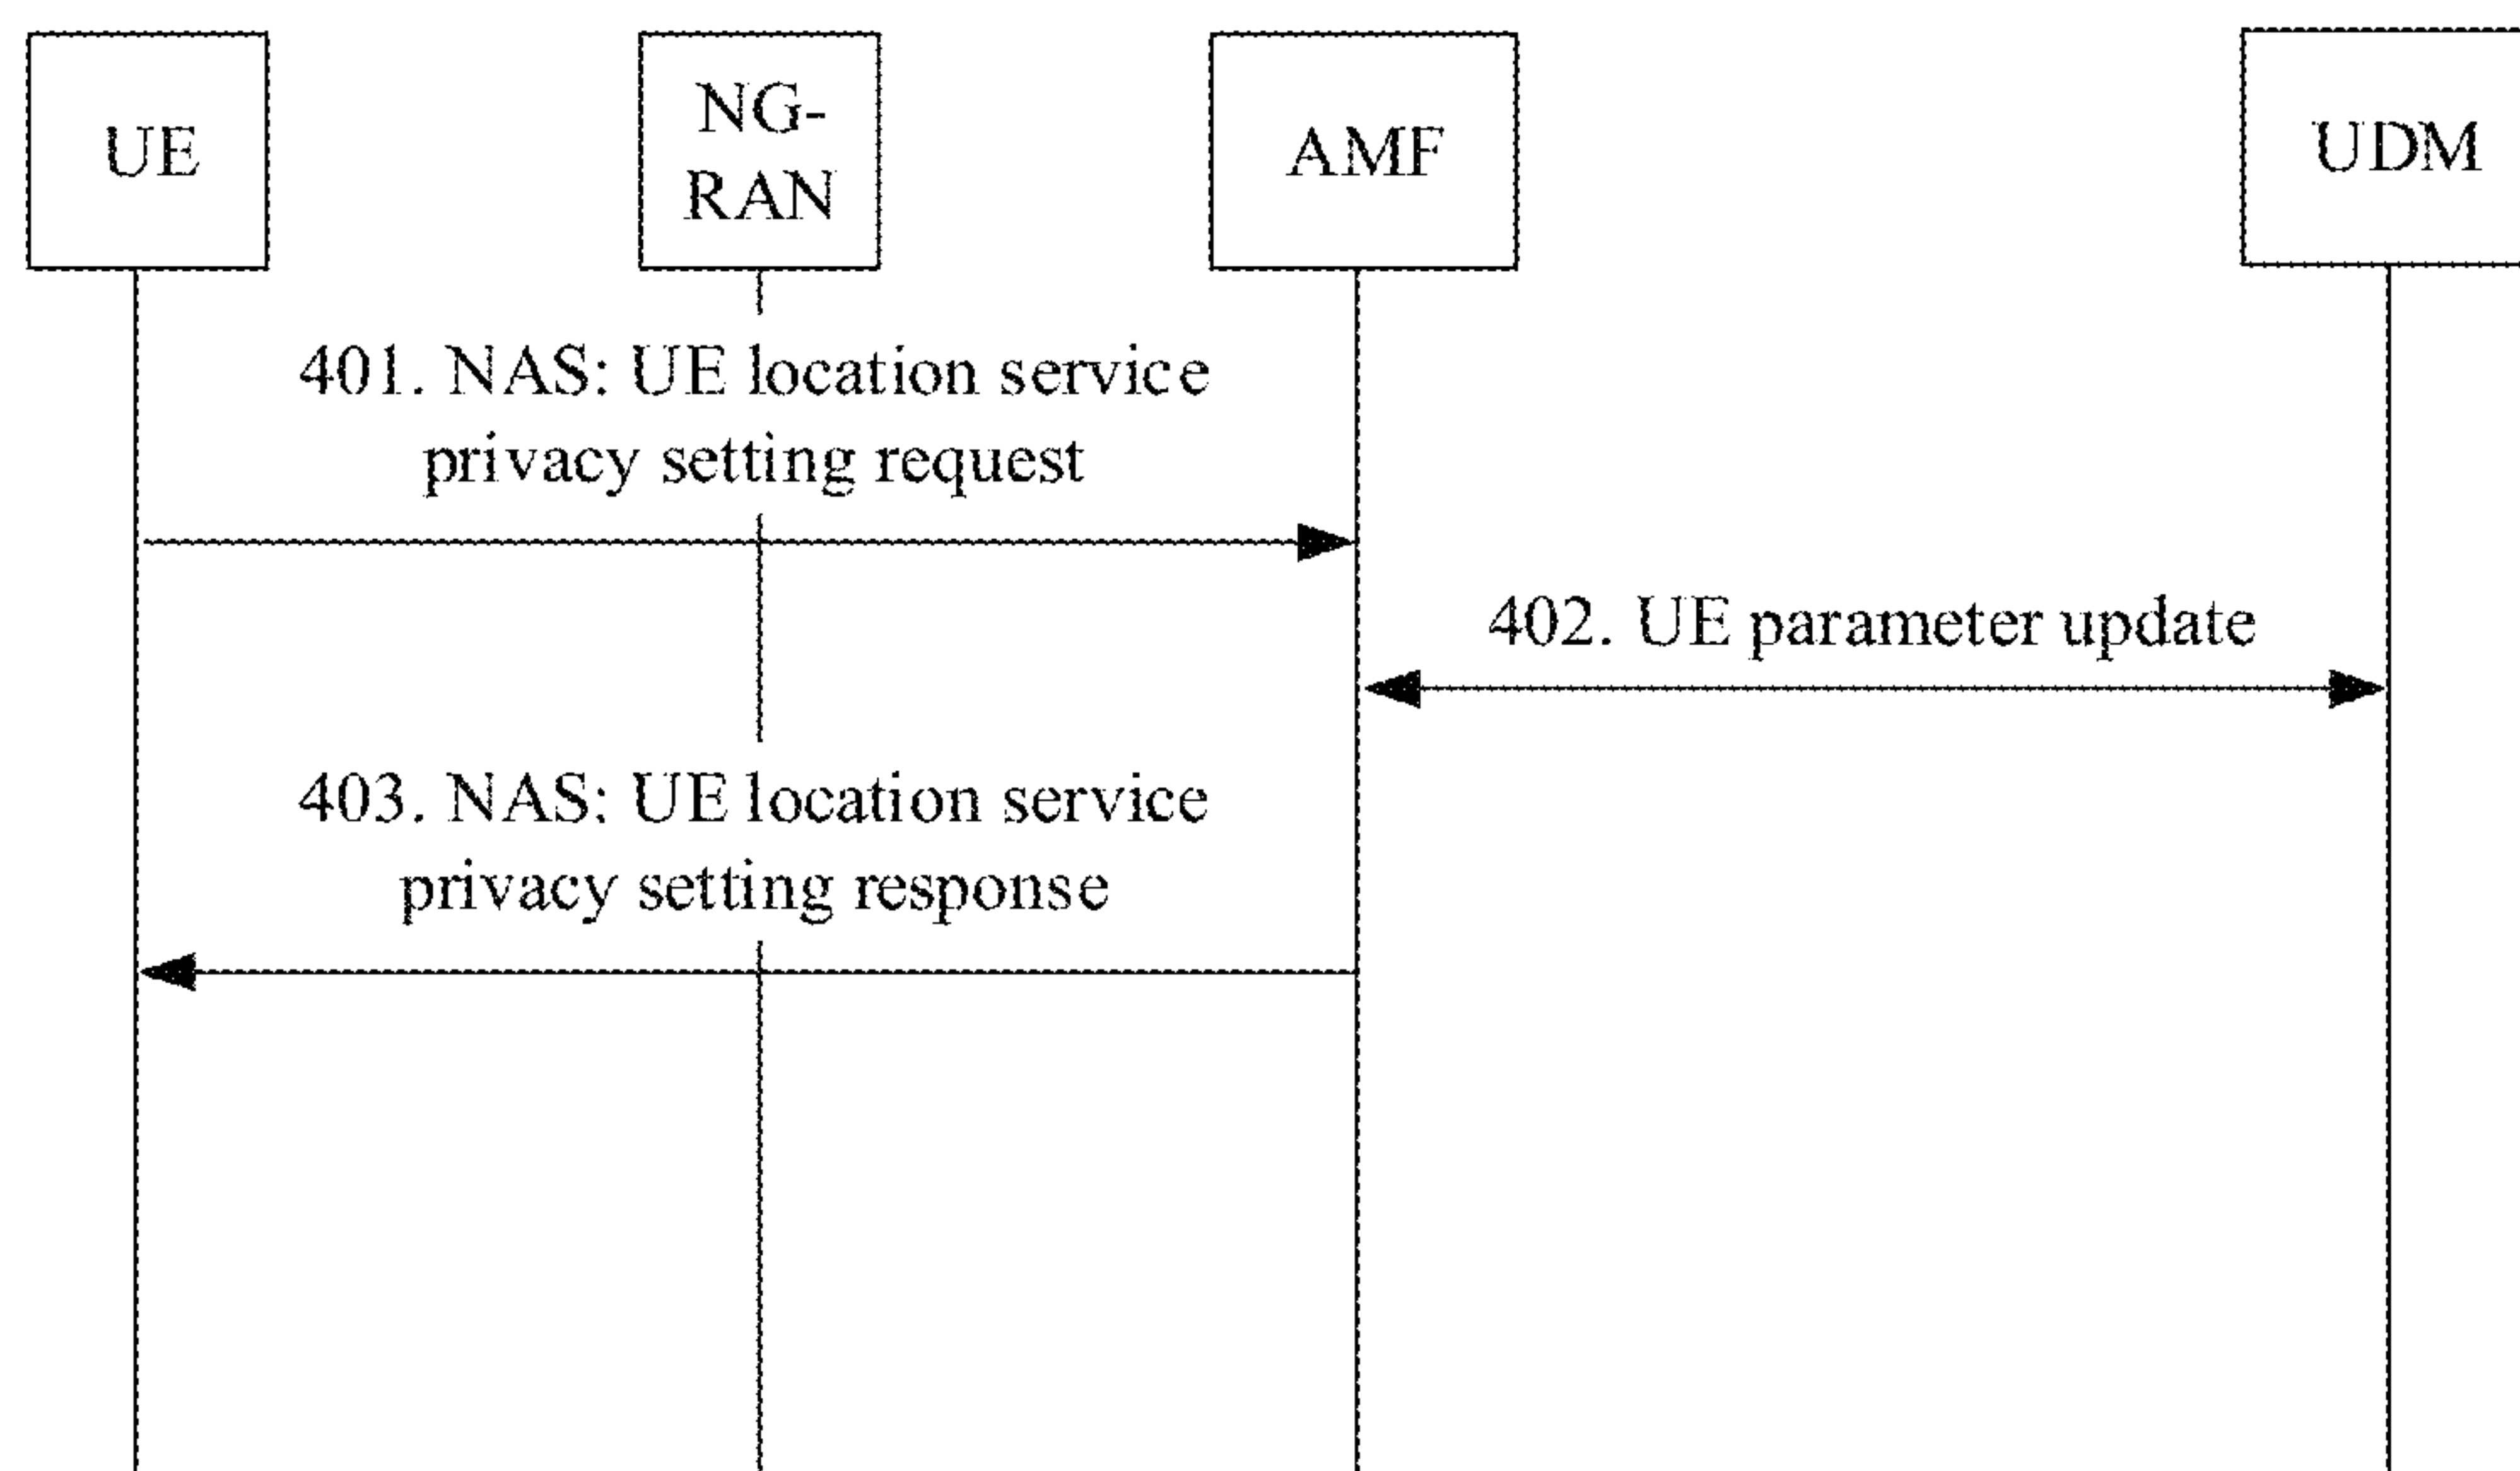 UE
NG-
RAN
AMF
UDM
401. NAS: UE location service
privacy setting request
402. UE parameter update
403. NAS: UE location service
privacy setting response